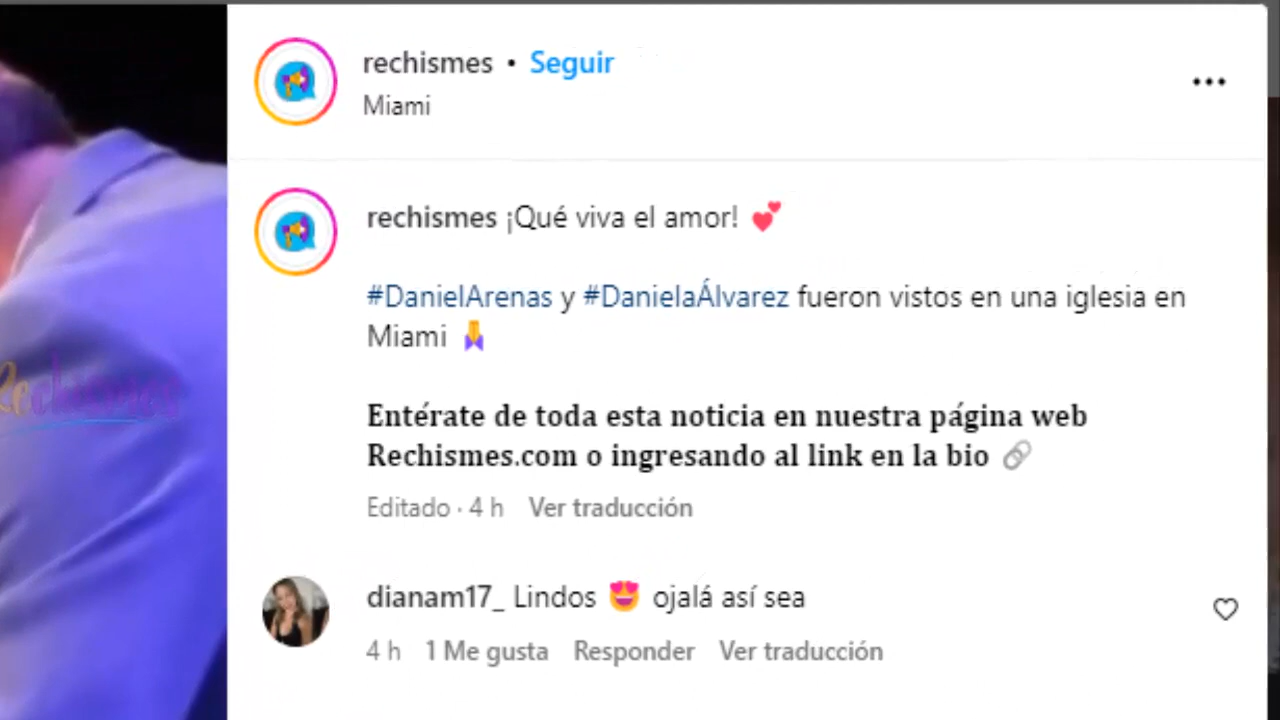 rechismes • Seguir
Miami
rechismes ¡Qué viva el amor! 💕
#DanielArenas y #DanielaÁlvarez fueron vistos en una iglesia en
Miami 🙏
Entérate de toda esta noticia en nuestra página web
Rechismes.com o ingresando al link en la bio 🔗
Editado · 4 h Ver traducción
Rechismes
dianam17_ Lindos 😍 ojalá así sea
4 h 1 Me gusta Responder Ver traducción